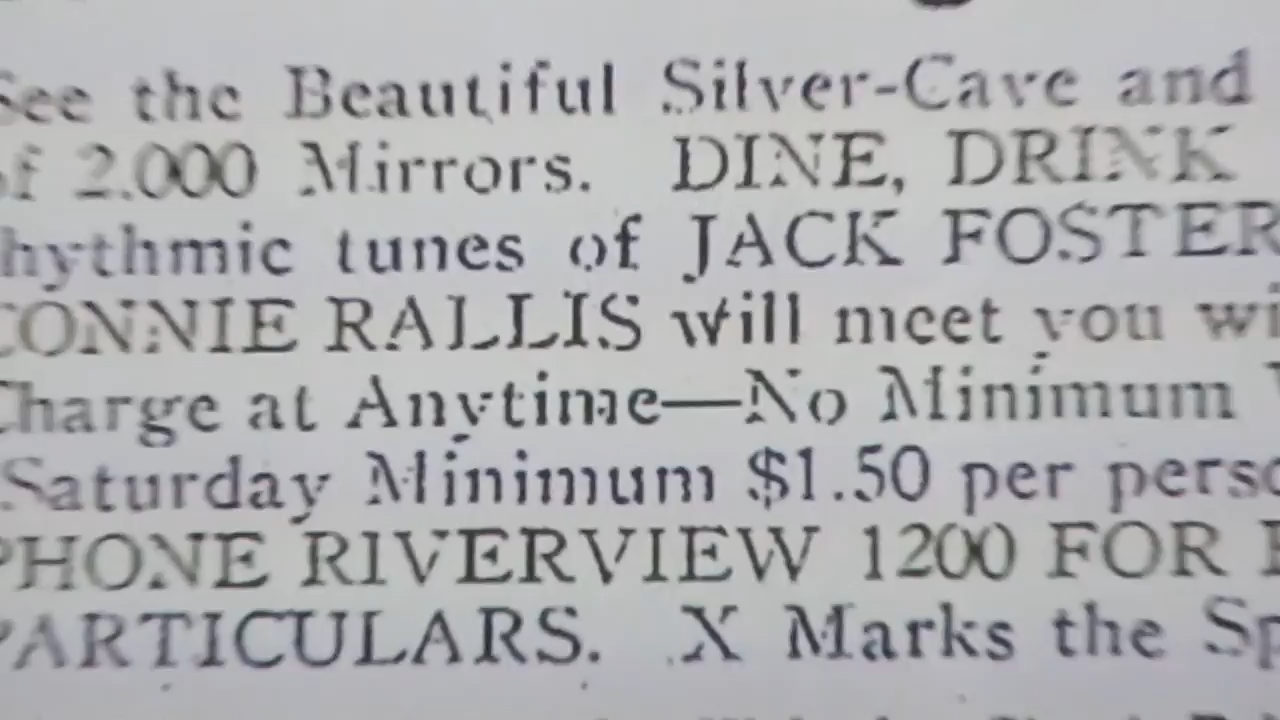 See the Beautiful Silver-Cave and
of 2.000 Mirrors. DINE, DRINK
hythmic tunes of JACK FOSTER
CONNIE RALLIS will meet you wi
Charge at Anytime—No Minimum
Saturday Minimum $1.50 per perso
PHONE RIVERVIEW 1200 FOR
PARTICULARS. X Marks the Sp